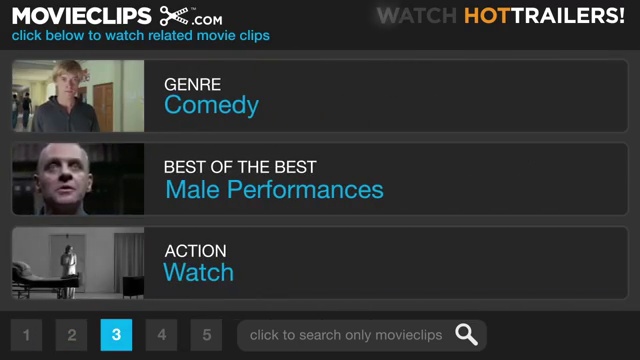 MOVIECLIPS .COM
click below to watch related movie clips
WATCH HOTTRAILERS!
GENRE
Comedy
BEST OF THE BEST
Male Performances
ACTION
Watch
1 2 3 4 5
click to search only movieclips